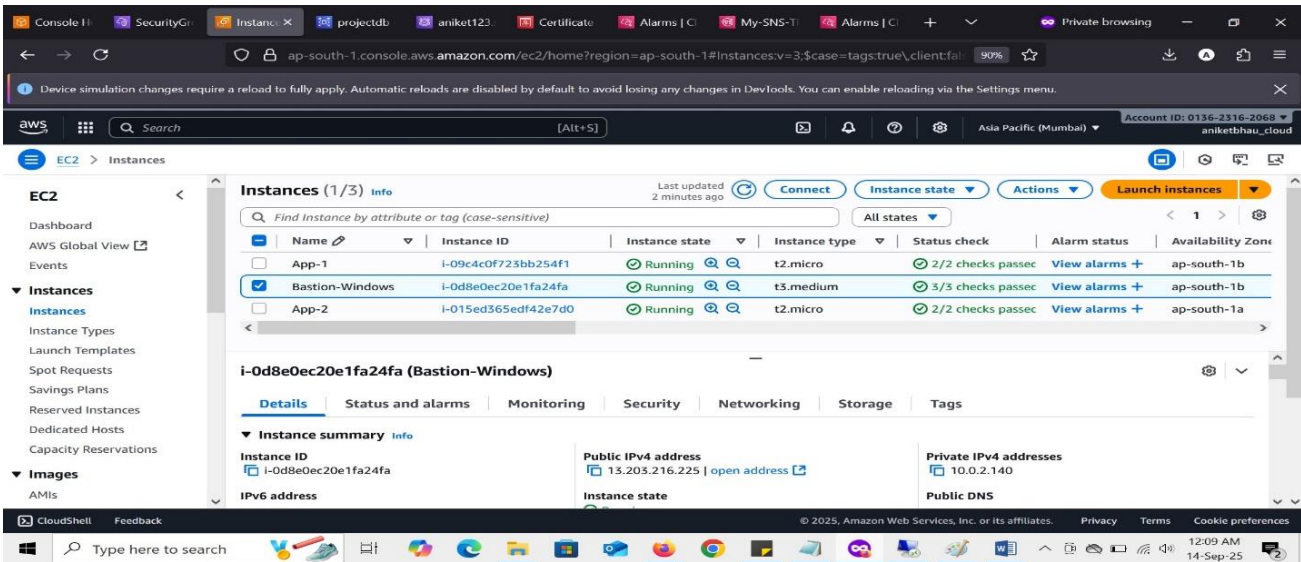 Console H SecurityGr Instanc projectdb aniket123. Certificate Alarms | C My-SNS-T Alarms | C Private browsing
ap-south-1.console.aws.amazon.com/ec2/home?region=ap-south-1#Instances:v=3;$case=tags:true\,client:fal 90%
Device simulation changes require a reload to fully apply. Automatic reloads are disabled by default to avoid losing any changes in DevTools. You can enable reloading via the Settings menu.
aws Search [Alt+S] Asia Pacific (Mumbai) Account ID: 0136-2316-2068
aniketbhau_cloud
EC2 > Instances
EC2
Dashboard
AWS Global View
Events
Instances
Instances
Instance Types
Launch Templates
Spot Requests
Savings Plans
Reserved Instances
Dedicated Hosts
Capacity Reservations
Images
AMIs
Instances (1/3) Info Last updated
2 minutes ago
Connect Instance state Actions Launch instances
Find Instance by attribute or tag (case-sensitive) All states 1
Name Instance ID Instance state Instance type Status check Alarm status Availability Zone
App-1 i-09c4c0f723bb254f1 Running t2.micro 2/2 checks passec View alarms + ap-south-1b
Bastion-Windows i-0d8e0ec20e1fa24fa Running t3.medium 3/3 checks passec View alarms + ap-south-1b
App-2 i-015ed365edf42e7d0 Running t2.micro 2/2 checks passec View alarms + ap-south-1a
i-0d8e0ec20e1fa24fa (Bastion-Windows)
Details Status and alarms Monitoring Security Networking Storage Tags
Instance summary Info
Instance ID Public IPv4 address Private IPv4 addresses
i-0d8e0ec20e1fa24fa 13.203.216.225 | open address 10.0.2.140
IPv6 address Instance state Public DNS
CloudShell Feedback © 2025, Amazon Web Services, Inc. or its affiliates. Privacy Terms Cookie preferences
Type here to search 12:09 AM
14-Sep-25 2